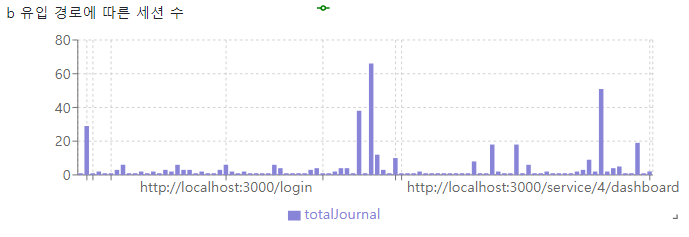 b 유입 경로에 따른 세션 수
80
60
40
20
0
http://localhost:3000/login
http://localhost:3000/service/4/dashboard
totalJournal